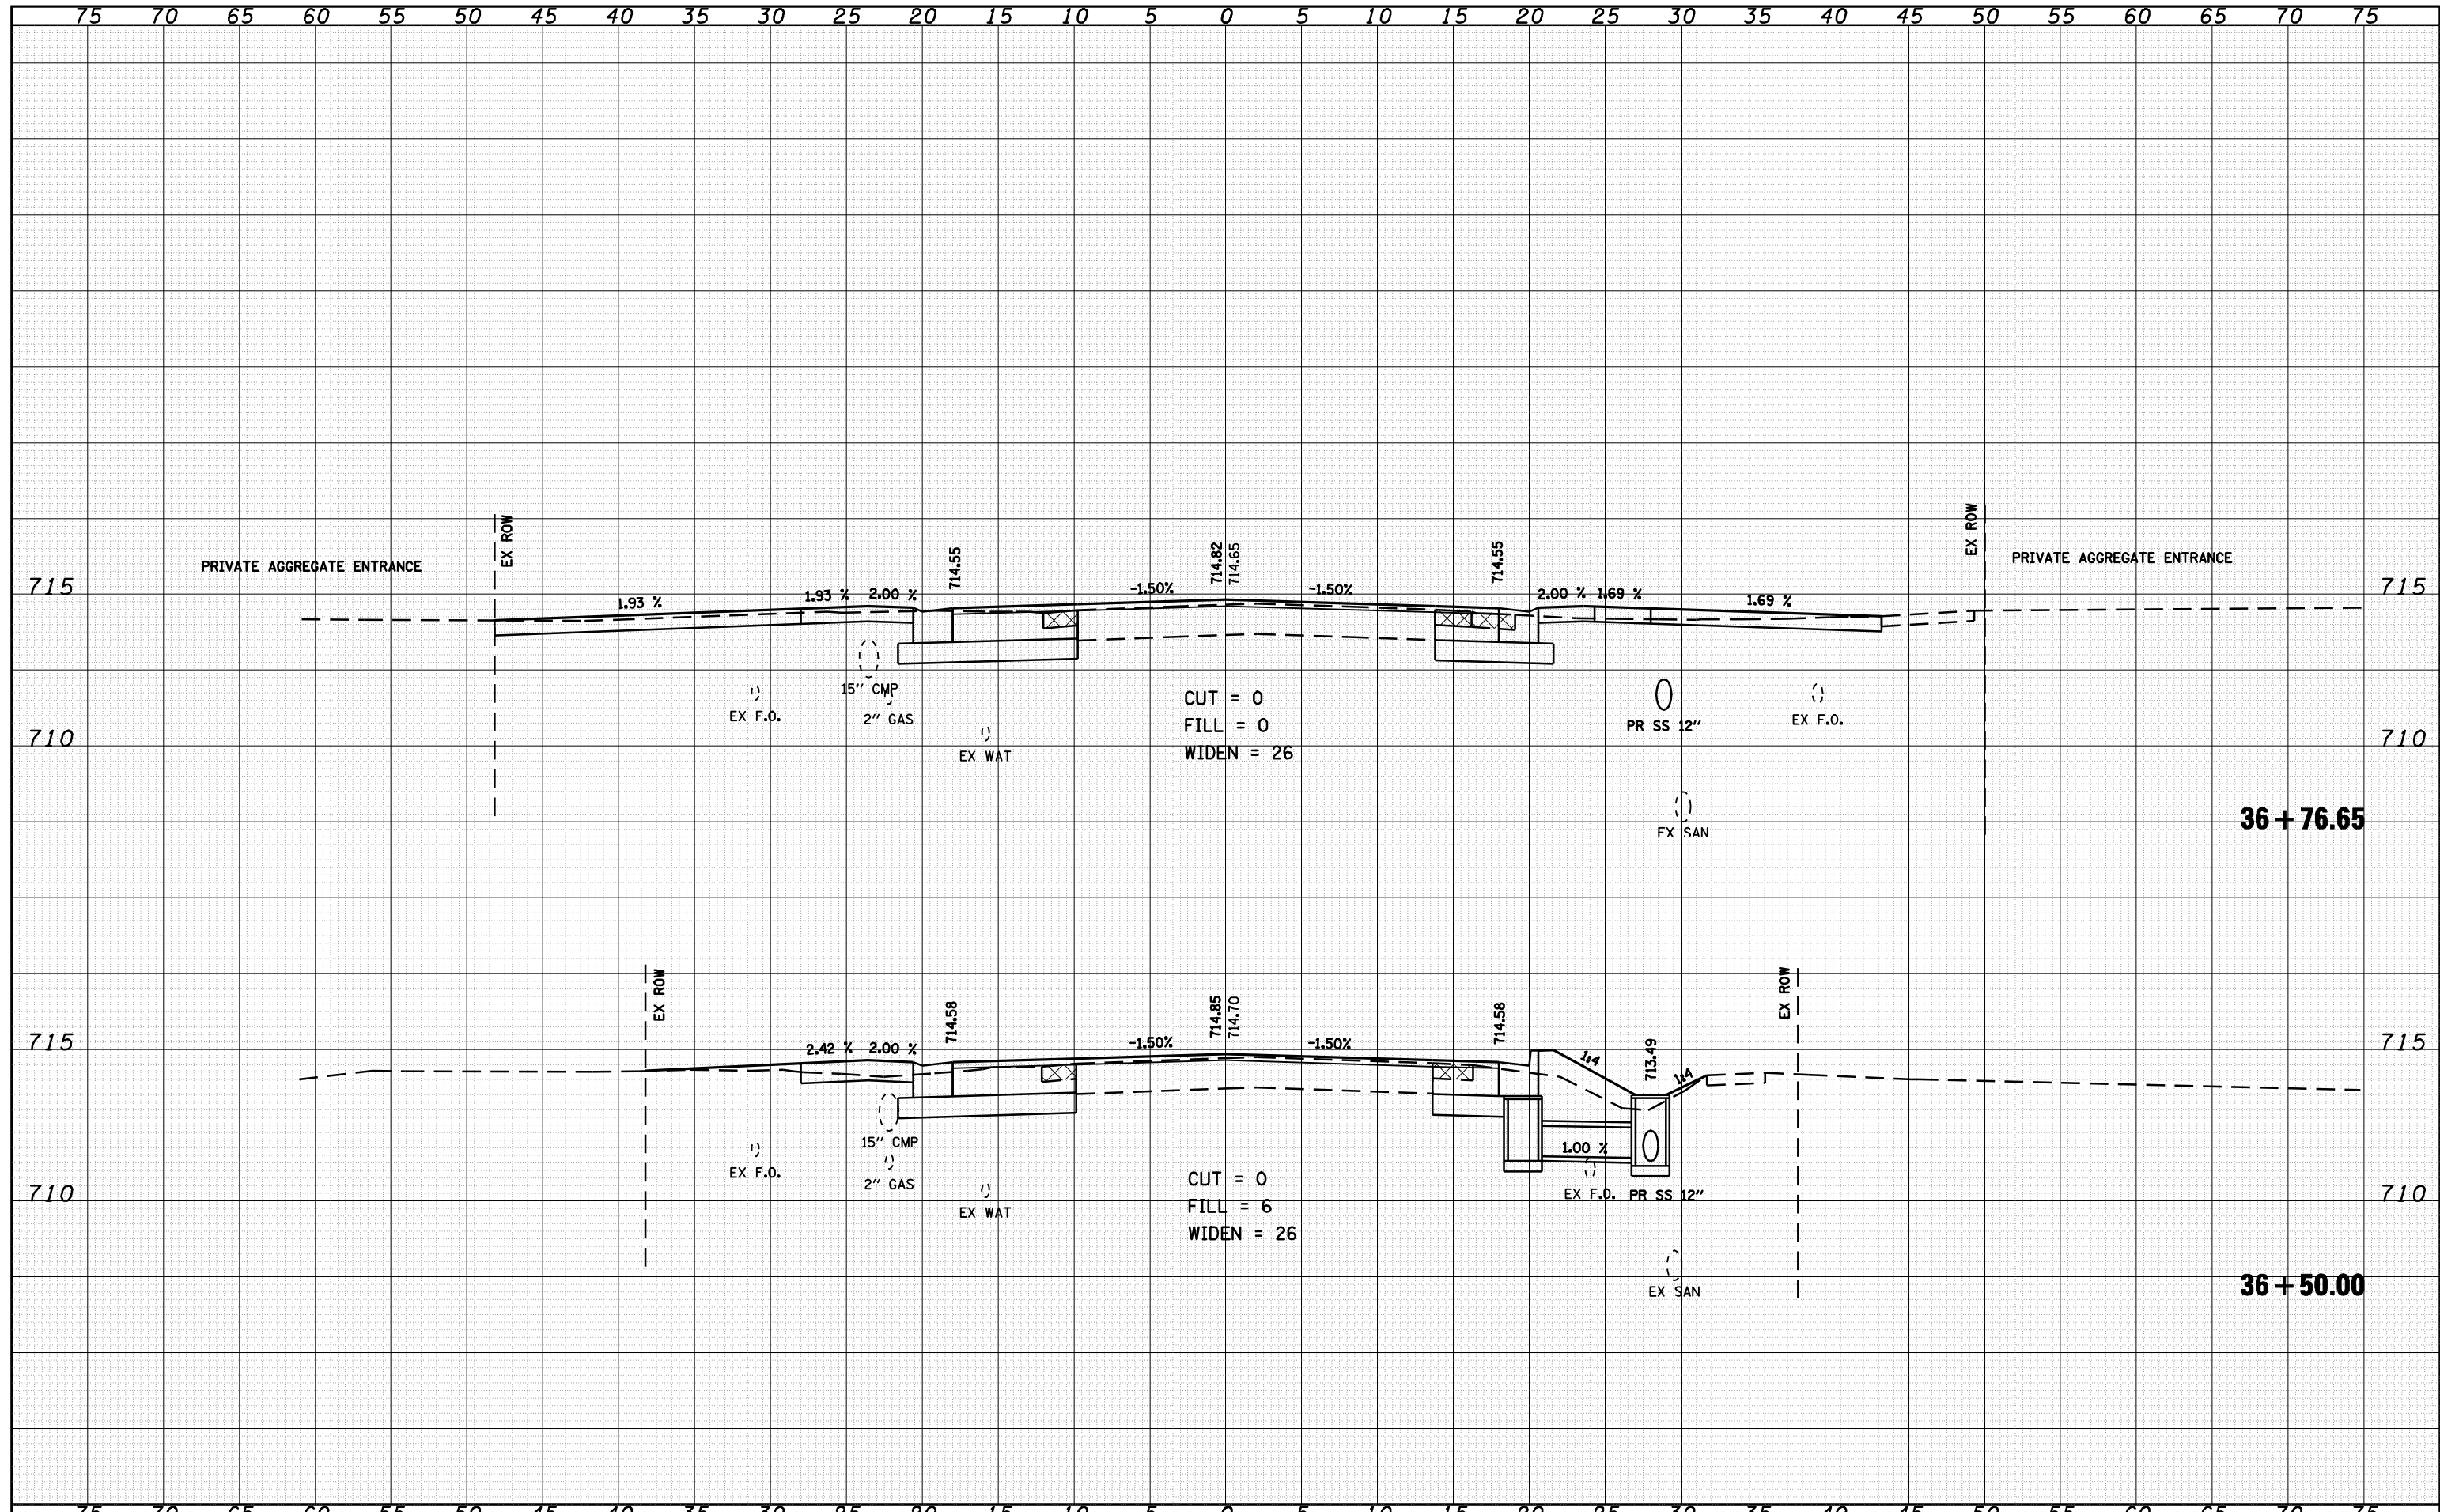 75 70 65 60 55 50 45 40 35 30 25 20 15 10 5 0 5 10 15 20 25 30 35 40 45 50 55 60 65 70 75
EX ROW
EX ROW
PRIVATE AGGREGATE ENTRANCE
714.55
714.82
714.65
714.55
PRIVATE AGGREGATE ENTRANCE
715
1.93 %
1.93 %
2.00 %
-1.50%
-1.50%
2.00 %
1.69 %
1.69 %
715
15'' CMP
EX F.O.
2'' GAS
EX WAT
CUT = 0
FILL = 0
WIDEN = 26
PR SS 12''
EX F.O.
710
710
EX SAN
36 + 76.65
EX ROW
714.58
714.85
714.70
714.58
EX ROW
715
2.42 %
2.00 %
-1.50%
-1.50%
1:4
713.49
1:4
715
15'' CMP
EX F.O.
2'' GAS
EX WAT
1.00 %
EX F.O.
PR SS 12''
710
CUT = 0
FILL = 6
WIDEN = 26
710
EX SAN
36 + 50.00
75 70 65 60 55 50 45 40 35 30 25 20 15 10 5 0 5 10 15 20 25 30 35 40 45 50 55 60 65 70 75